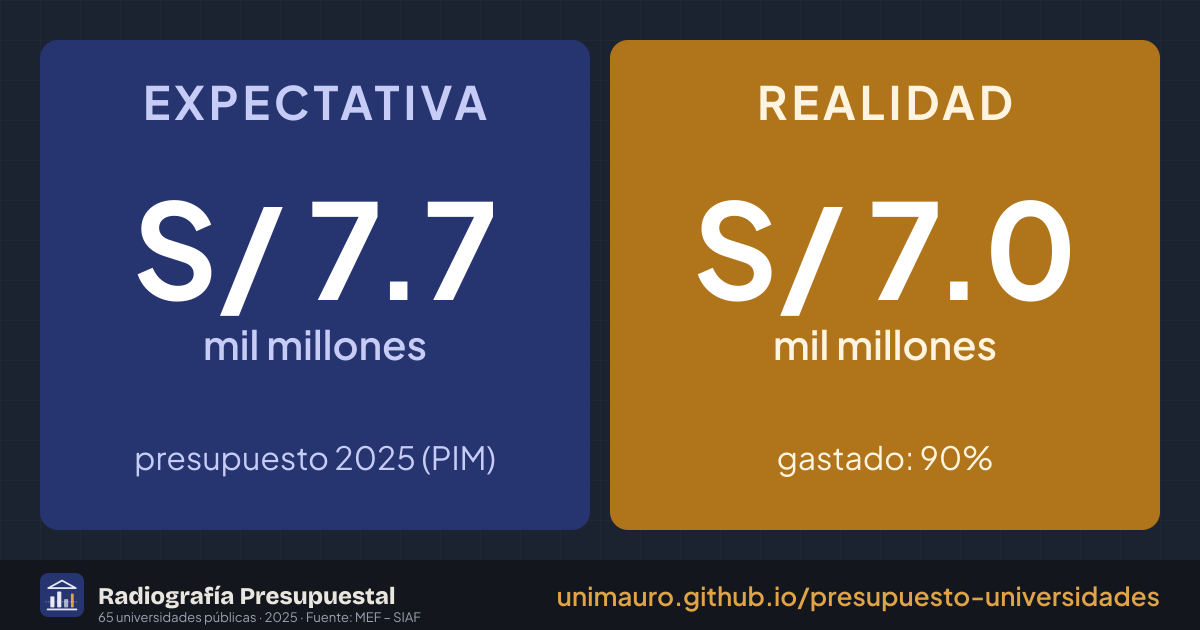 EXPECTATIVA
S/ 7.7
mil millones
presupuesto 2025 (PIM)
REALIDAD
S/ 7.0
mil millones
gastado: 90%
Radiografía Presupuestal
65 universidades públicas · 2025 · Fuente: MEF – SIAF
unimauro.github.io/presupuesto-universidades